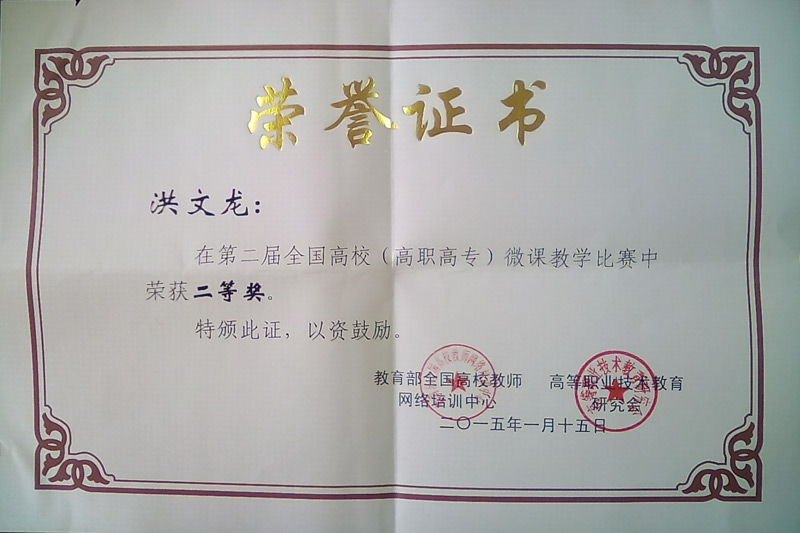 荣誉证书
洪文龙：
在第二届全国高校（高职高专）微课教学比赛中
荣获二等奖。
特颁此证，以资鼓励。
教育部全国高校教师 高等职业技术教育
网络培训中心 研究会
二〇一五年一月十五日